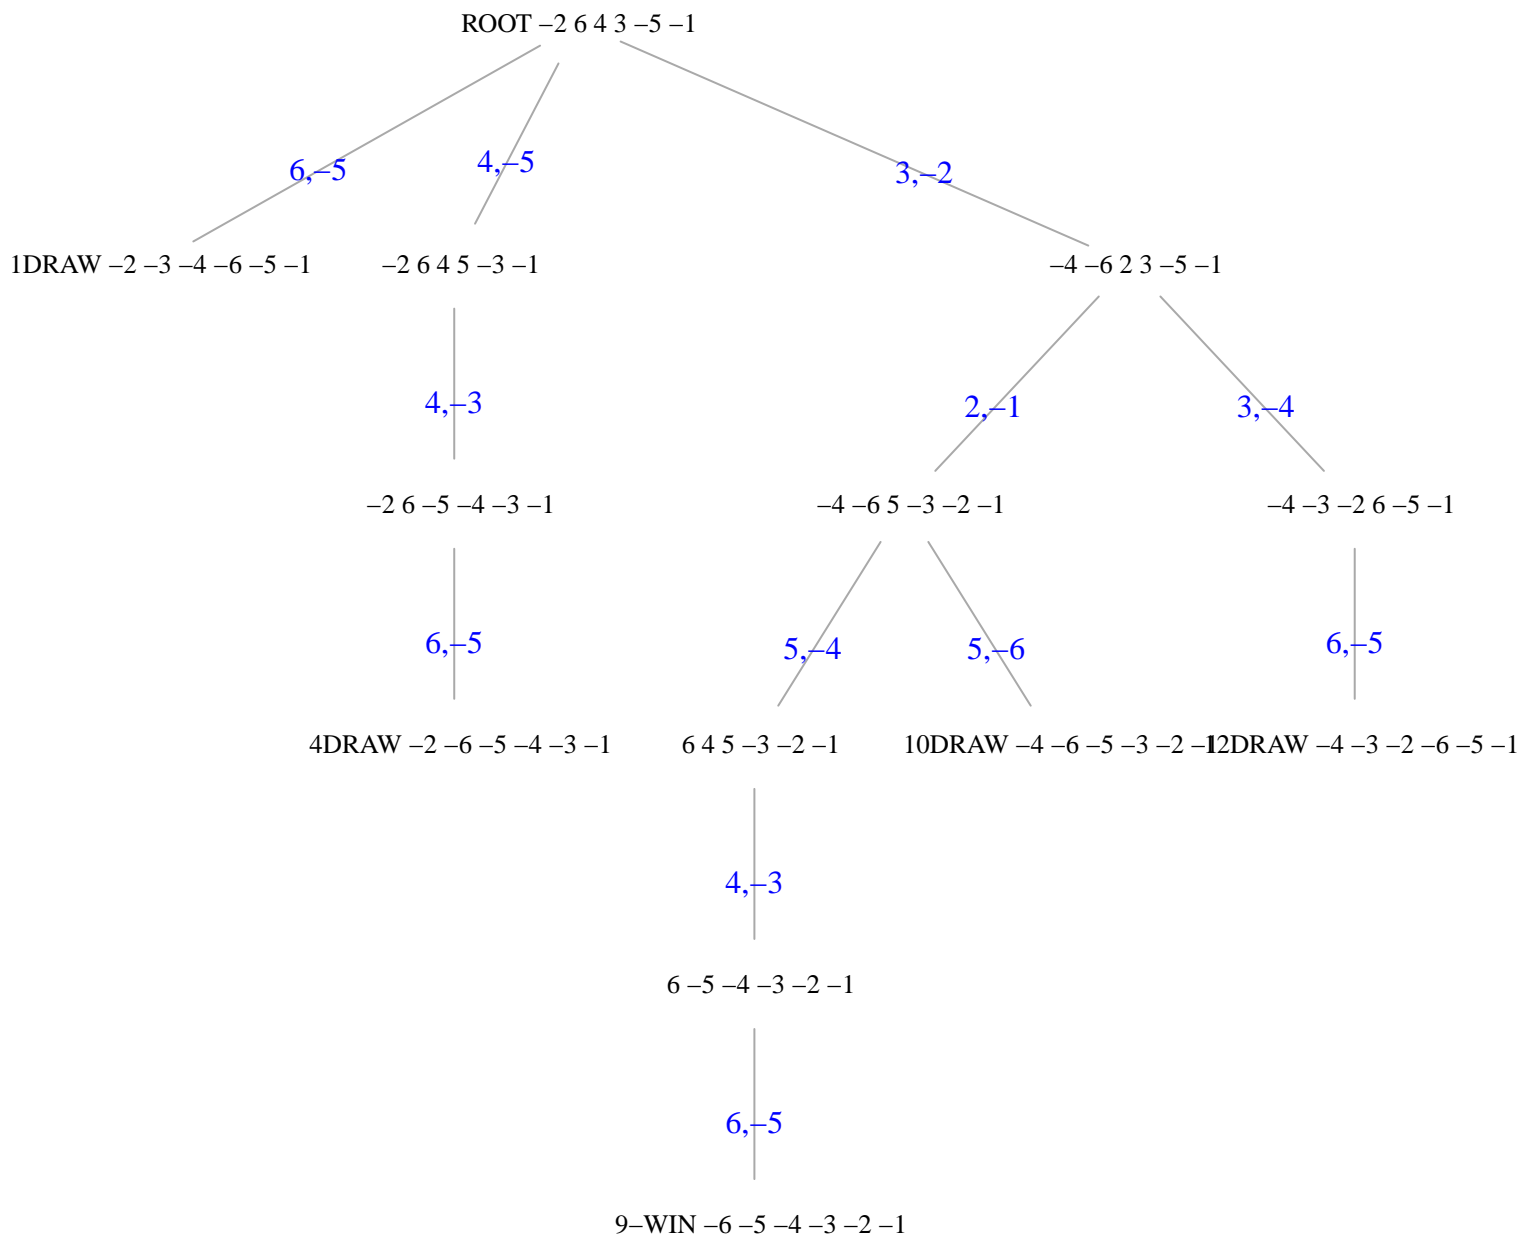 ROOT –2 6 4 3 –5 –1
6,–5
4,–5
3,–2
1DRAW –2 –3 –4 –6 –5 –1
–2 6 4 5 –3 –1
–4 –6 2 3 –5 –1
4,–3
2,–1
3,–4
–2 6 –5 –4 –3 –1
–4 –6 5 –3 –2 –1
–4 –3 –2 6 –5 –1
6,–5
5,–4
5,–6
6,–5
4DRAW –2 –6 –5 –4 –3 –1
6 4 5 –3 –2 –1
10DRAW –4 –6 –5 –3 –2 –1
12DRAW –4 –3 –2 –6 –5 –1
4,–3
6 –5 –4 –3 –2 –1
6,–5
9–WIN –6 –5 –4 –3 –2 –1